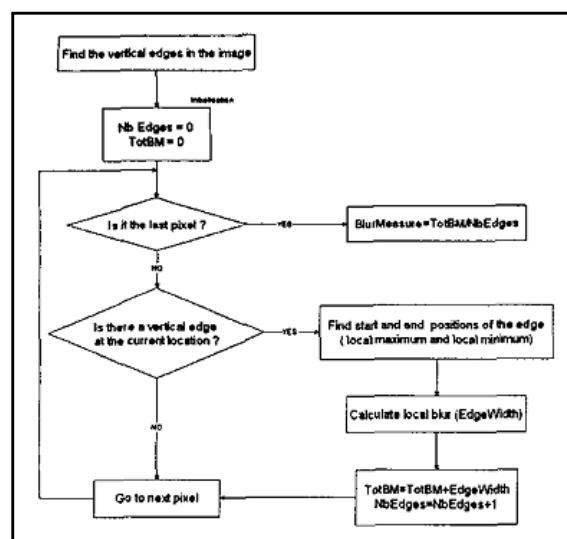 Find the vertical edges in the image
Initialisation
Nb Edges = 0
TotBM = 0
Is it the last pixel ?
YES
BlurMeasure=TotBM/NbEdges
NO
Is there a vertical edge
at the current location ?
YES
Find start and end positions of the edge
( local maximum and local minimum)
Calculate local blur (EdgeWidth)
NO
TotBM=TotBM+EdgeWidth
NbEdges=NbEdges+1
Go to next pixel